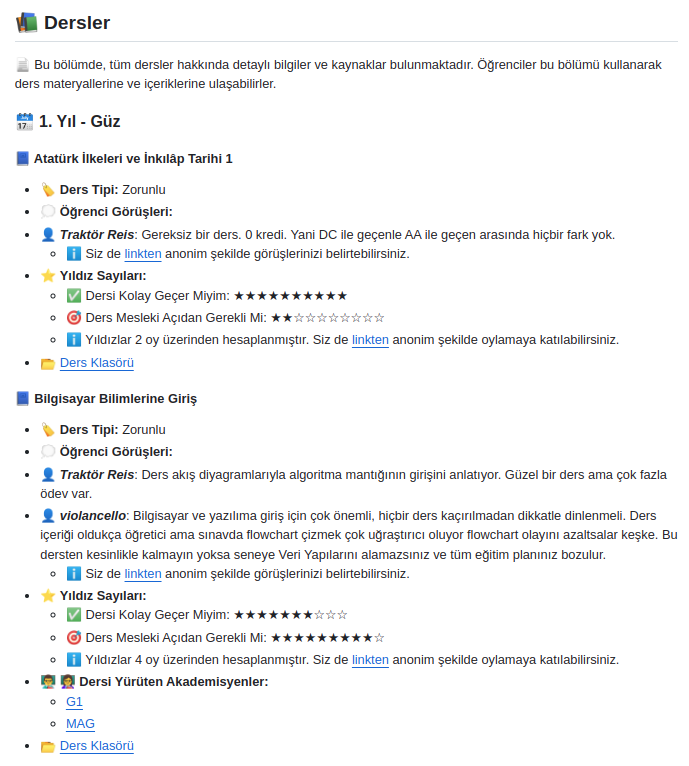 📚 Dersler
📄 Bu bölümde, tüm dersler hakkında detaylı bilgiler ve kaynaklar bulunmaktadır. Öğrenciler bu bölümü kullanarak
ders materyallerine ve içeriklerine ulaşabilirler.
📅 1. Yıl - Güz
📘 Atatürk İlkeleri ve İnkılâp Tarihi 1
• 🏷️ Ders Tipi: Zorunlu
• 💭 Öğrenci Görüşleri:
• 👤 Traktör Reis: Gereksiz bir ders. 0 kredi. Yani DC ile geçenle AA ile geçen arasında hiçbir fark yok.
◦ ℹ️ Siz de linkten anonim şekilde görüşlerinizi belirtebilirsiniz.
• ⭐ Yıldız Sayıları:
◦ ✅ Dersi Kolay Geçer Miyim: ★★★★★★★★★★
◦ 🎯 Ders Mesleki Açıdan Gerekli Mi: ★★☆☆☆☆☆☆☆☆
◦ ℹ️ Yıldızlar 2 oy üzerinden hesaplanmıştır. Siz de linkten anonim şekilde oylamaya katılabilirsiniz.
• 📂 Ders Klasörü
📘 Bilgisayar Bilimlerine Giriş
• 🏷️ Ders Tipi: Zorunlu
• 💭 Öğrenci Görüşleri:
• 👤 Traktör Reis: Ders akış diyagramlarıyla algoritma mantığının girişini anlatıyor. Güzel bir ders ama çok fazla
ödev var.
• 👤 violancello: Bilgisayar ve yazılıma giriş için çok önemli, hiçbir ders kaçırılmadan dikkatle dinlenmeli. Ders
içeriği oldukça öğretici ama sınavda flowchart çizmek çok uğraştırıcı oluyor flowchart olayını azaltsalar keşke. Bu
dersten kesinlikle kalmayın yoksa seneye Veri Yapılarını alamazsınız ve tüm eğitim planınız bozulur.
◦ ℹ️ Siz de linkten anonim şekilde görüşlerinizi belirtebilirsiniz.
• ⭐ Yıldız Sayıları:
◦ ✅ Dersi Kolay Geçer Miyim: ★★★★★★★☆☆☆
◦ 🎯 Ders Mesleki Açıdan Gerekli Mi: ★★★★★★★★★☆
◦ ℹ️ Yıldızlar 4 oy üzerinden hesaplanmıştır. Siz de linkten anonim şekilde oylamaya katılabilirsiniz.
• 👨‍🏫 👩‍🏫 Dersi Yürüten Akademisyenler:
◦ G1
◦ MAG
• 📂 Ders Klasörü